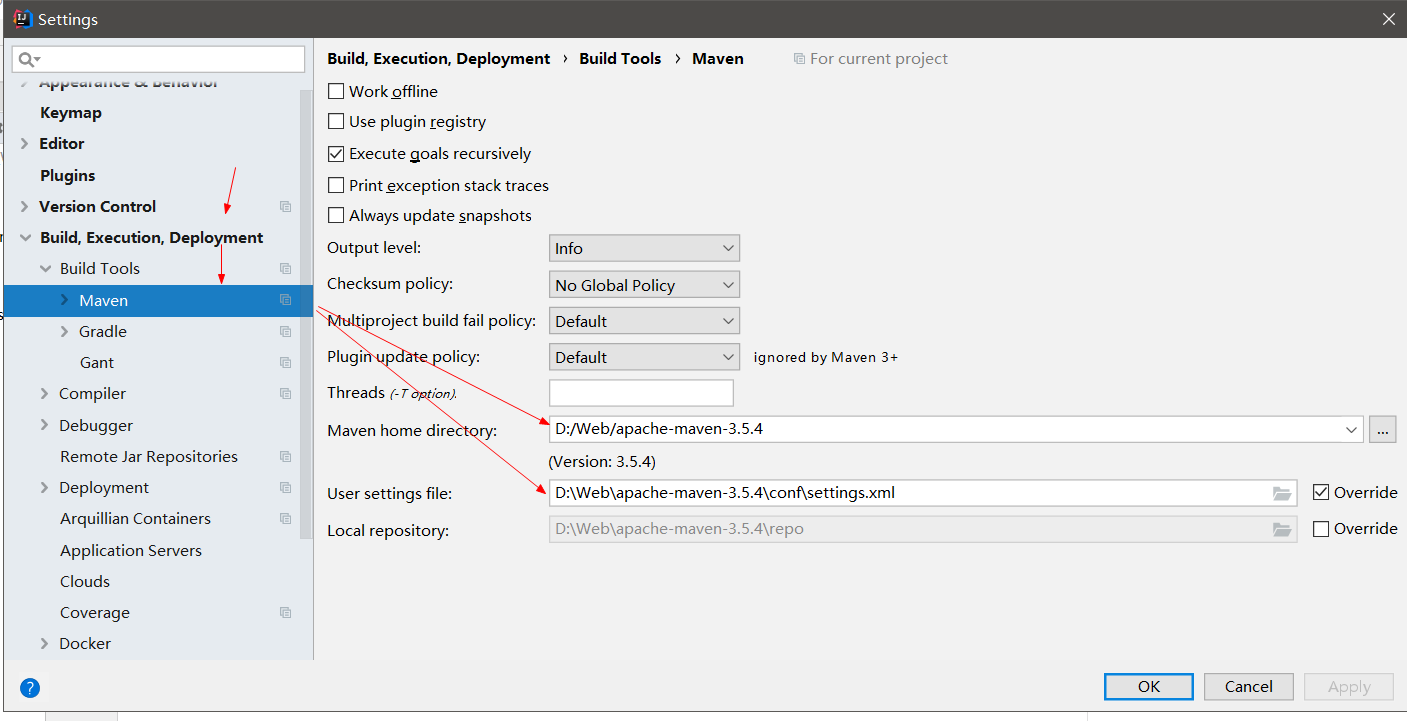 Settings
Appearance & Behavior
Keymap
Editor
Plugins
Version Control
Build, Execution, Deployment
Build Tools
Maven
Gradle
Gant
Compiler
Debugger
Remote Jar Repositories
Deployment
Arquillian Containers
Application Servers
Clouds
Coverage
Docker
Build, Execution, Deployment › Build Tools › Maven For current project
Work offline
Use plugin registry
Execute goals recursively
Print exception stack traces
Always update snapshots
Output level: Info
Checksum policy: No Global Policy
Multiproject build fail policy: Default
Plugin update policy: Default ignored by Maven 3+
Threads (-T option).
Maven home directory: D:/Web/apache-maven-3.5.4 ...
(Version: 3.5.4)
User settings file: D:\Web\apache-maven-3.5.4\conf\settings.xml Override
Local repository: D:\Web\apache-maven-3.5.4\repo Override
? OK Cancel Apply